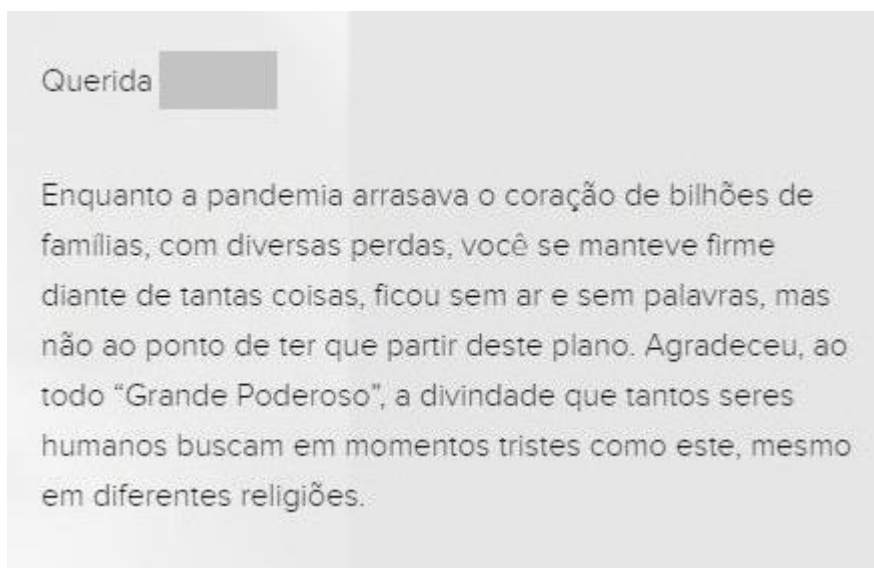 Querida
Enquanto a pandemia arrasava o coração de bilhões de
famílias, com diversas perdas, você se manteve firme
diante de tantas coisas, ficou sem ar e sem palavras, mas
não ao ponto de ter que partir deste plano. Agradeceu, ao
todo “Grande Poderoso”, a divindade que tantos seres
humanos buscam em momentos tristes como este, mesmo
em diferentes religiões.